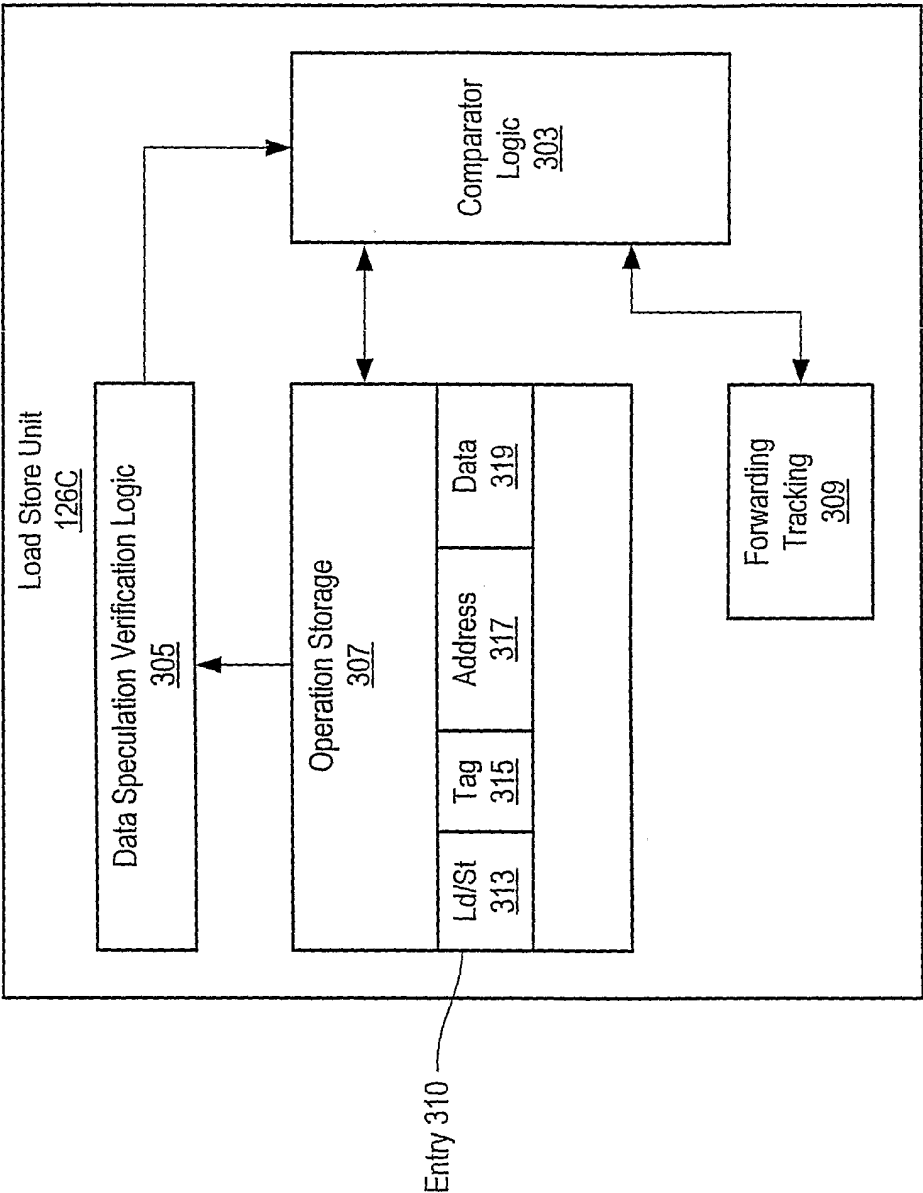 Load Store Unit
126C
Data Speculation Verification Logic
305
Operation Storage
307
Entry 310
Ld/St
313
Tag
315
Address
317
Data
319
Comparator
Logic
303
Forwarding
Tracking
309